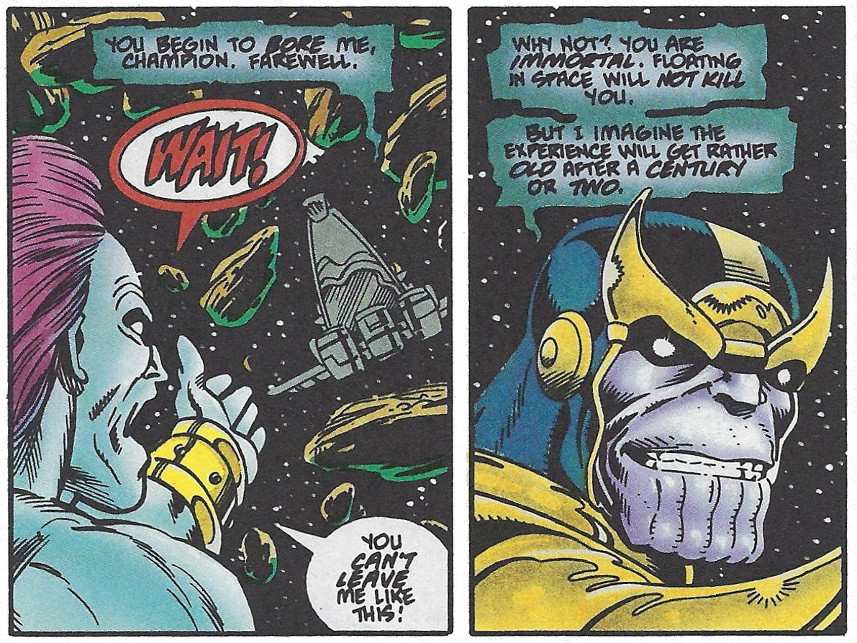 YOU BEGIN TO BORE ME,
CHAMPION. FAREWELL.
WAIT!
YOU
CAN'T
LEAVE
ME LIKE
THIS!
WHY NOT? YOU ARE
IMMORTAL. FLOATING
IN SPACE WILL NOT KILL
YOU.
BUT I IMAGINE THE
EXPERIENCE WILL GET RATHER
OLD AFTER A CENTURY
OR TWO.